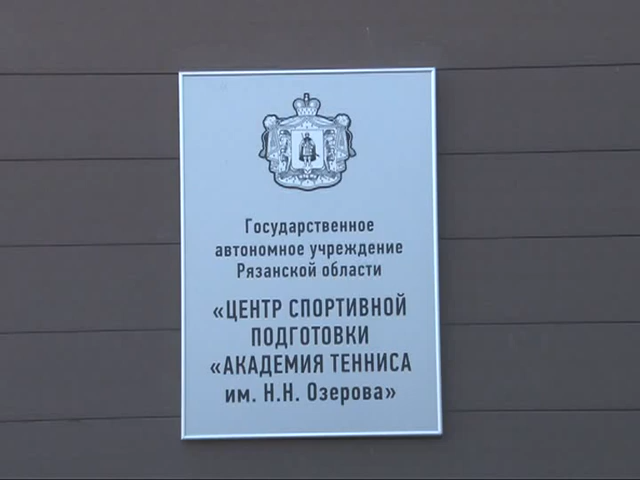 Государственное
автономное учреждение
Рязанской области
«ЦЕНТР СПОРТИВНОЙ
ПОДГОТОВКИ
«АКАДЕМИЯ ТЕННИСА
им. Н.Н. Озерова»